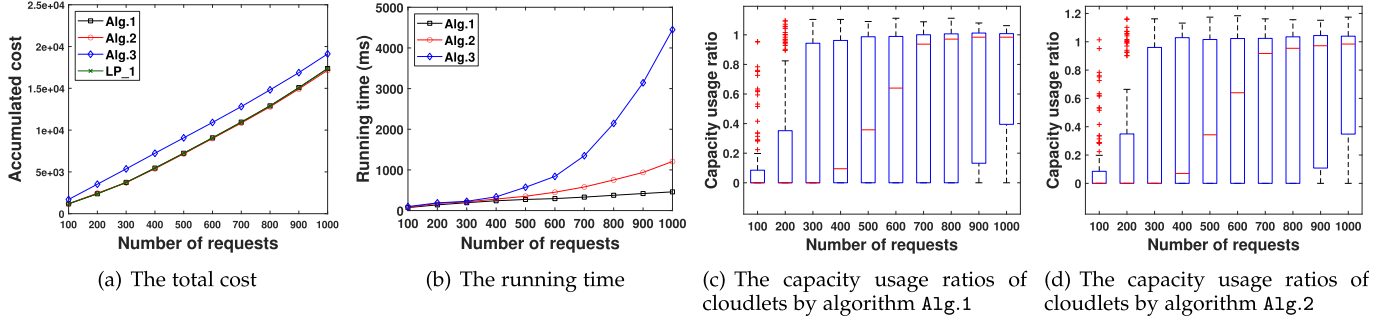 2.5e+04
2e+04
1.5e+04
1e+04
5e+03
0
Accumulated cost
Alg.1
Alg.2
Alg.3
LP_1
100 200 300 400 500 600 700 800 900 1000
Number of requests
(a) The total cost
5000
4000
3000
2000
1000
0
Running time (ms)
Alg.1
Alg.2
Alg.3
100 200 300 400 500 600 700 800 900 1000
Number of requests
(b) The running time
1
0.8
0.6
0.4
0.2
0
Capacity usage ratio
100 200 300 400 500 600 700 800 900 1000
Number of requests
(c) The capacity usage ratios of
cloudlets by algorithm Alg.1
1.2
1
0.8
0.6
0.4
0.2
0
Capacity usage ratio
100 200 300 400 500 600 700 800 900 1000
Number of requests
(d) The capacity usage ratios of
cloudlets by algorithm Alg.2